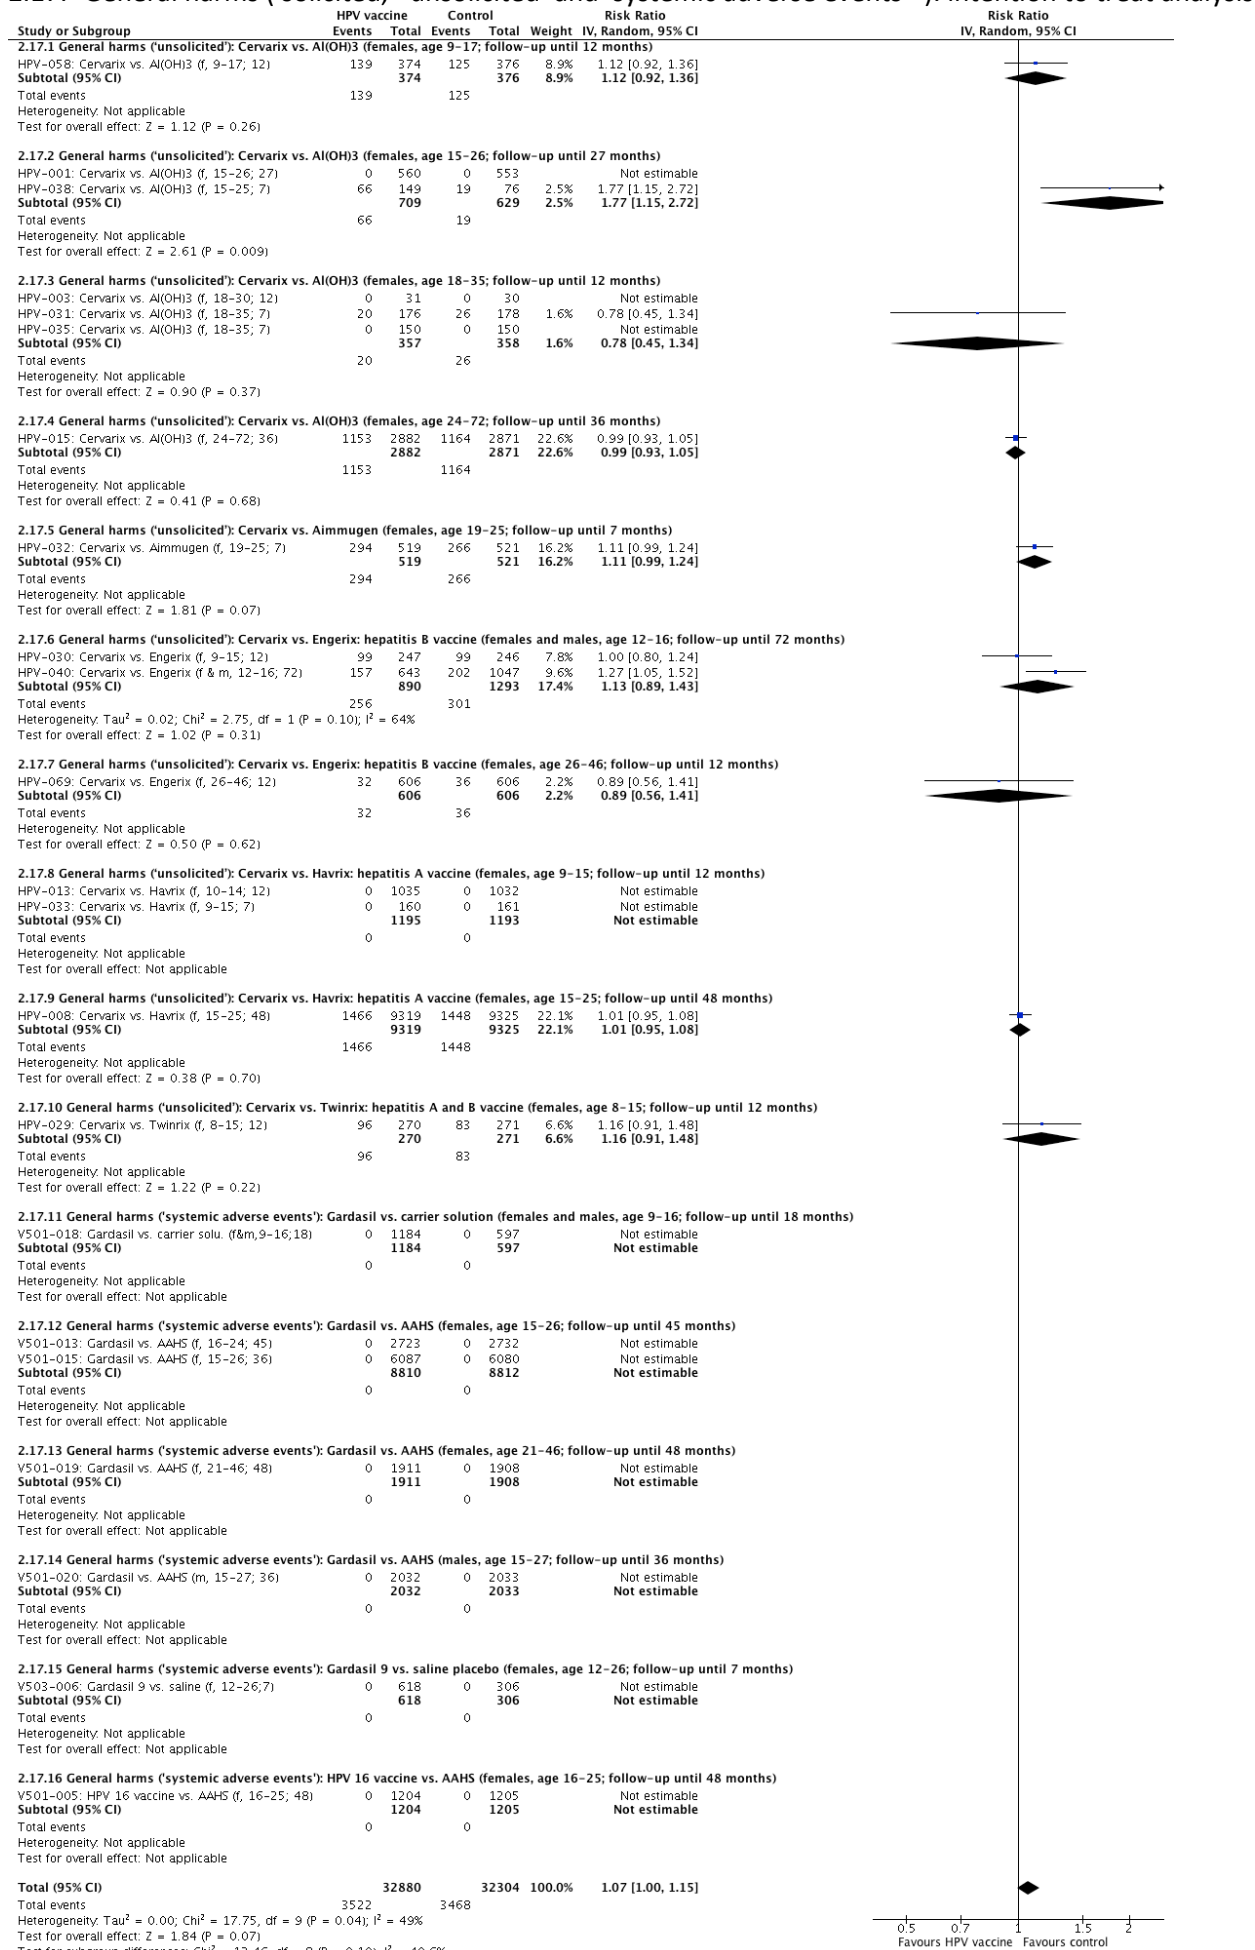 HPV vaccine Control Risk Ratio Risk Ratio
Study or Subgroup Events Total Events Total Weight IV, Random, 95% CI IV, Random, 95% CI
2.17.1 General harms (‘unsolicited’): Cervarix vs. Al(OH)3 (females, age 9–17; follow–up until 12 months)
HPV–058: Cervarix vs. Al(OH)3 (f, 9–17; 12) 139 374 125 376 8.9% 1.12 [0.92, 1.36]
Subtotal (95% CI) 374 376 8.9% 1.12 [0.92, 1.36]
Total events 139 125
Heterogeneity: Not applicable
Test for overall effect: Z = 1.12 (P = 0.26)
2.17.2 General harms (‘unsolicited’): Cervarix vs. Al(OH)3 (females, age 15–26; follow–up until 27 months)
HPV–001: Cervarix vs. Al(OH)3 (f, 15–26; 27) 0 560 0 553 Not estimable
HPV–038: Cervarix vs. Al(OH)3 (f, 15–25; 7) 66 149 19 76 2.5% 1.77 [1.15, 2.72]
Subtotal (95% CI) 709 629 2.5% 1.77 [1.15, 2.72]
Total events 66 19
Heterogeneity: Not applicable
Test for overall effect: Z = 2.61 (P = 0.009)
2.17.3 General harms (‘unsolicited’): Cervarix vs. Al(OH)3 (females, age 18–35; follow–up until 12 months)
HPV–003: Cervarix vs. Al(OH)3 (f, 18–30; 12) 0 31 0 30 Not estimable
HPV–031: Cervarix vs. Al(OH)3 (f, 18–35; 7) 20 176 26 178 1.6% 0.78 [0.45, 1.34]
HPV–035: Cervarix vs. Al(OH)3 (f, 18–35; 7) 0 150 0 150 Not estimable
Subtotal (95% CI) 357 358 1.6% 0.78 [0.45, 1.34]
Total events 20 26
Heterogeneity: Not applicable
Test for overall effect: Z = 0.90 (P = 0.37)
2.17.4 General harms (‘unsolicited’): Cervarix vs. Al(OH)3 (females, age 24–72; follow–up until 36 months)
HPV–015: Cervarix vs. Al(OH)3 (f, 24–72; 36) 1153 2882 1164 2871 22.6% 0.99 [0.93, 1.05]
Subtotal (95% CI) 2882 2871 22.6% 0.99 [0.93, 1.05]
Total events 1153 1164
Heterogeneity: Not applicable
Test for overall effect: Z = 0.41 (P = 0.68)
2.17.5 General harms (‘unsolicited’): Cervarix vs. Aimmugen (females, age 19–25; follow–up until 7 months)
HPV–032: Cervarix vs. Aimmugen (f, 19–25; 7) 294 519 266 521 16.2% 1.11 [0.99, 1.24]
Subtotal (95% CI) 519 521 16.2% 1.11 [0.99, 1.24]
Total events 294 266
Heterogeneity: Not applicable
Test for overall effect: Z = 1.81 (P = 0.07)
2.17.6 General harms (‘unsolicited’): Cervarix vs. Engerix: hepatitis B vaccine (females and males, age 12–16; follow–up until 72 months)
HPV–030: Cervarix vs. Engerix (f, 9–15; 12) 99 247 99 246 7.8% 1.00 [0.80, 1.24]
HPV–040: Cervarix vs. Engerix (f & m, 12–16; 72) 157 643 202 1047 9.6% 1.27 [1.05, 1.52]
Subtotal (95% CI) 890 1293 17.4% 1.13 [0.89, 1.43]
Total events 256 301
Heterogeneity: Tau² = 0.02; Chi² = 2.75, df = 1 (P = 0.10); I² = 64%
Test for overall effect: Z = 1.02 (P = 0.31)
2.17.7 General harms (‘unsolicited’): Cervarix vs. Engerix: hepatitis B vaccine (females, age 26–46; follow–up until 12 months)
HPV–069: Cervarix vs. Engerix (f, 26–46; 12) 32 606 36 606 2.2% 0.89 [0.56, 1.41]
Subtotal (95% CI) 606 606 2.2% 0.89 [0.56, 1.41]
Total events 32 36
Heterogeneity: Not applicable
Test for overall effect: Z = 0.50 (P = 0.62)
2.17.8 General harms (‘unsolicited’): Cervarix vs. Havrix: hepatitis A vaccine (females, age 9–15; follow–up until 12 months)
HPV–013: Cervarix vs. Havrix (f, 10–14; 12) 0 1035 0 1032 Not estimable
HPV–033: Cervarix vs. Havrix (f, 9–15; 7) 0 160 0 161 Not estimable
Subtotal (95% CI) 1195 1193 Not estimable
Total events 0 0
Heterogeneity: Not applicable
Test for overall effect: Not applicable
2.17.9 General harms (‘unsolicited’): Cervarix vs. Havrix: hepatitis A vaccine (females, age 15–25; follow–up until 48 months)
HPV–008: Cervarix vs. Havrix (f, 15–25; 48) 1466 9319 1448 9325 22.1% 1.01 [0.95, 1.08]
Subtotal (95% CI) 9319 9325 22.1% 1.01 [0.95, 1.08]
Total events 1466 1448
Heterogeneity: Not applicable
Test for overall effect: Z = 0.38 (P = 0.70)
2.17.10 General harms (‘unsolicited’): Cervarix vs. Twinrix: hepatitis A and B vaccine (females, age 8–15; follow–up until 12 months)
HPV–029: Cervarix vs. Twinrix (f, 8–15; 12) 96 270 83 271 6.6% 1.16 [0.91, 1.48]
Subtotal (95% CI) 270 271 6.6% 1.16 [0.91, 1.48]
Total events 96 83
Heterogeneity: Not applicable
Test for overall effect: Z = 1.22 (P = 0.22)
2.17.11 General harms ('systemic adverse events'): Gardasil vs. carrier solution (females and males, age 9–16; follow–up until 18 months)
V501–018: Gardasil vs. carrier solu. (f&m,9–16;18) 0 1184 0 597 Not estimable
Subtotal (95% CI) 1184 597 Not estimable
Total events 0 0
Heterogeneity: Not applicable
Test for overall effect: Not applicable
2.17.12 General harms ('systemic adverse events'): Gardasil vs. AAHS (females, age 15–26; follow–up until 45 months)
V501–013: Gardasil vs. AAHS (f, 16–24; 45) 0 2723 0 2732 Not estimable
V501–015: Gardasil vs. AAHS (f, 15–26; 36) 0 6087 0 6080 Not estimable
Subtotal (95% CI) 8810 8812 Not estimable
Total events 0 0
Heterogeneity: Not applicable
Test for overall effect: Not applicable
2.17.13 General harms ('systemic adverse events'): Gardasil vs. AAHS (females, age 21–46; follow–up until 48 months)
V501–019: Gardasil vs. AAHS (f, 21–46; 48) 0 1911 0 1908 Not estimable
Subtotal (95% CI) 1911 1908 Not estimable
Total events 0 0
Heterogeneity: Not applicable
Test for overall effect: Not applicable
2.17.14 General harms ('systemic adverse events'): Gardasil vs. AAHS (males, age 15–27; follow–up until 36 months)
V501–020: Gardasil vs. AAHS (m, 15–27; 36) 0 2032 0 2033 Not estimable
Subtotal (95% CI) 2032 2033 Not estimable
Total events 0 0
Heterogeneity: Not applicable
Test for overall effect: Not applicable
2.17.15 General harms ('systemic adverse events'): Gardasil 9 vs. saline placebo (females, age 12–26; follow–up until 7 months)
V503–006: Gardasil 9 vs. saline (f, 12–26;7) 0 618 0 306 Not estimable
Subtotal (95% CI) 618 306 Not estimable
Total events 0 0
Heterogeneity: Not applicable
Test for overall effect: Not applicable
2.17.16 General harms ('systemic adverse events'): HPV 16 vaccine vs. AAHS (females, age 16–25; follow–up until 48 months)
V501–005: HPV 16 vaccine vs. AAHS (f, 16–25; 48) 0 1204 0 1205 Not estimable
Subtotal (95% CI) 1204 1205 Not estimable
Total events 0 0
Heterogeneity: Not applicable
Test for overall effect: Not applicable
Total (95% CI) 32880 32304 100.0% 1.07 [1.00, 1.15]
Total events 3522 3468
Heterogeneity: Tau² = 0.00; Chi² = 17.75, df = 9 (P = 0.04); I² = 49%
Test for overall effect: Z = 1.84 (P = 0.07)
0.5 0.7 1 1.5 2
Favours HPV vaccine Favours control